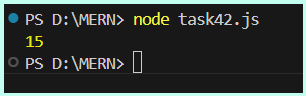 PS D:\MERN> node task42.js
15
PS D:\MERN>